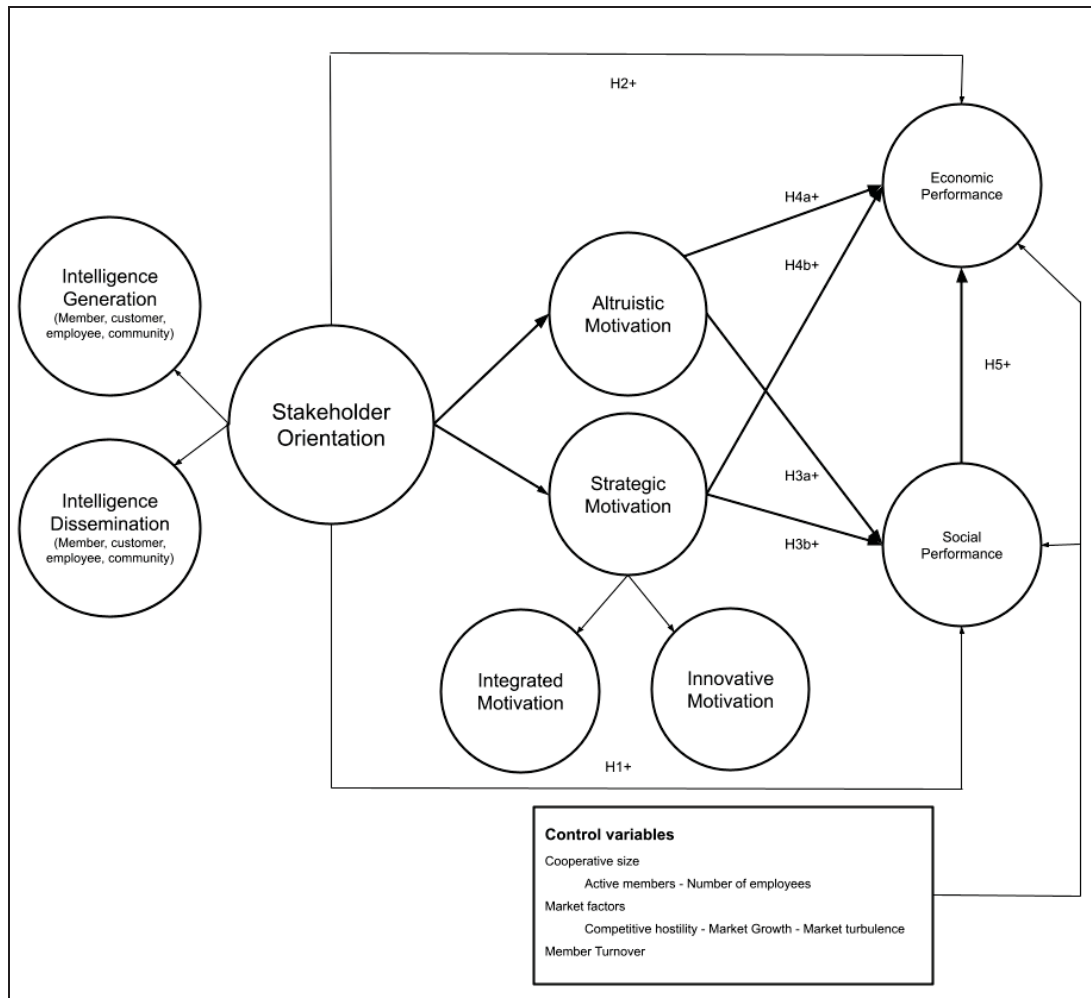 H2+
Economic
Performance
H4a+
H4b+
Intelligence
Generation
(Member, customer,
employee, community)
Altruistic
Motivation
H5+
Stakeholder
Orientation
Intelligence
Dissemination
(Member, customer,
employee, community)
Strategic
Motivation
H3a+
H3b+
Social
Performance
Integrated
Motivation
Innovative
Motivation
H1+
Control variables
Cooperative size
Active members - Number of employees
Market factors
Competitive hostility - Market Growth - Market turbulence
Member Turnover